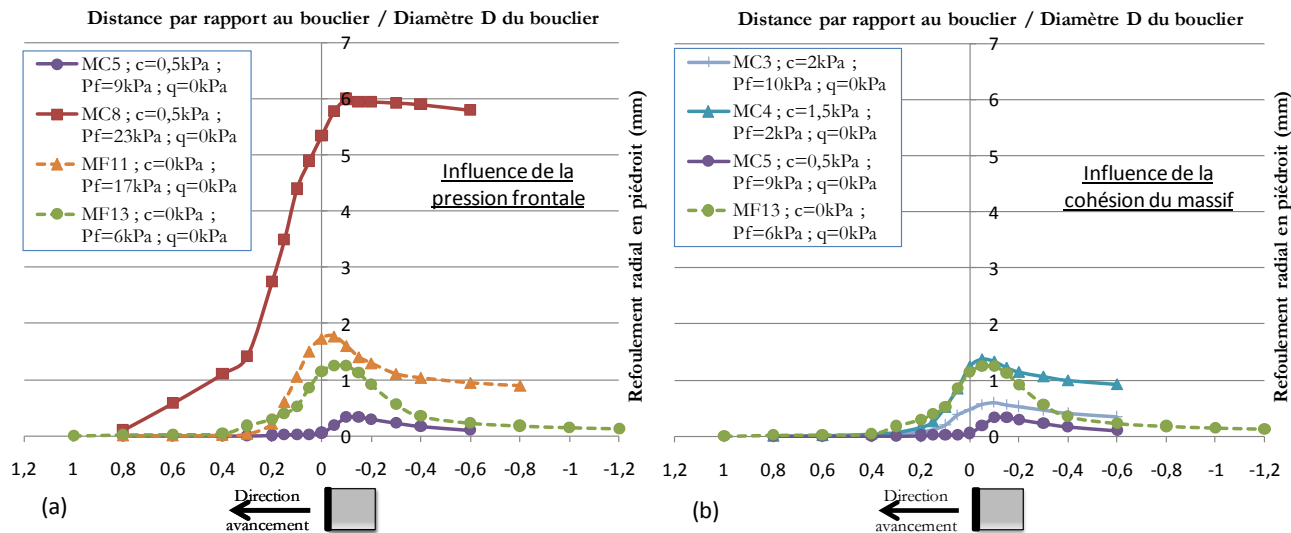 Distance par rapport au bouclier / Diamètre D du bouclier
MC5 ; c=0,5kPa ;
Pf=9kPa ; q=0kPa
MC8 ; c=0,5kPa ;
Pf=23kPa ; q=0kPa
MF11 ; c=0kPa ;
Pf=17kPa ; q=0kPa
MF13 ; c=0kPa ;
Pf=6kPa ; q=0kPa
7
6
5
4
3
2
1
0
Influence de la
pression frontale
Refoulement radial en piédroit (mm)
1,2 1 0,8 0,6 0,4 0,2 0 -0,2 -0,4 -0,6 -0,8 -1 -1,2
(a)
Direction
avancement
Distance par rapport au bouclier / Diamètre D du bouclier
MC3 ; c=2kPa ;
Pf=10kPa ; q=0kPa
MC4 ; c=1,5kPa ;
Pf=2kPa ; q=0kPa
MC5 ; c=0,5kPa ;
Pf=9kPa ; q=0kPa
MF13 ; c=0kPa ;
Pf=6kPa ; q=0kPa
7
6
5
4
3
2
1
0
Influence de la
cohésion du massif
Refoulement radial en piédroit (mm)
1,2 1 0,8 0,6 0,4 0,2 0 -0,2 -0,4 -0,6 -0,8 -1 -1,2
(b)
Direction
avancement